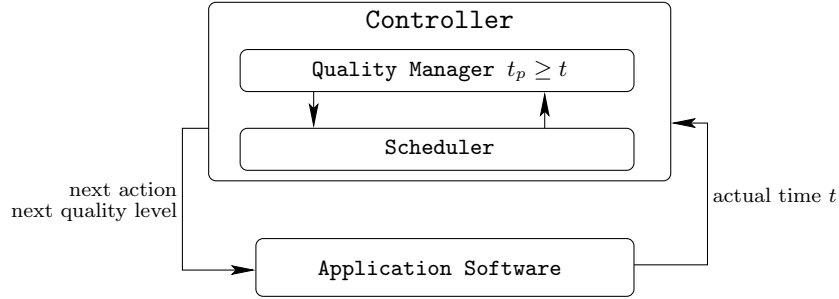 Controller
Quality Manager t_p ≥ t
Scheduler
next action
next quality level
actual time t
Application Software